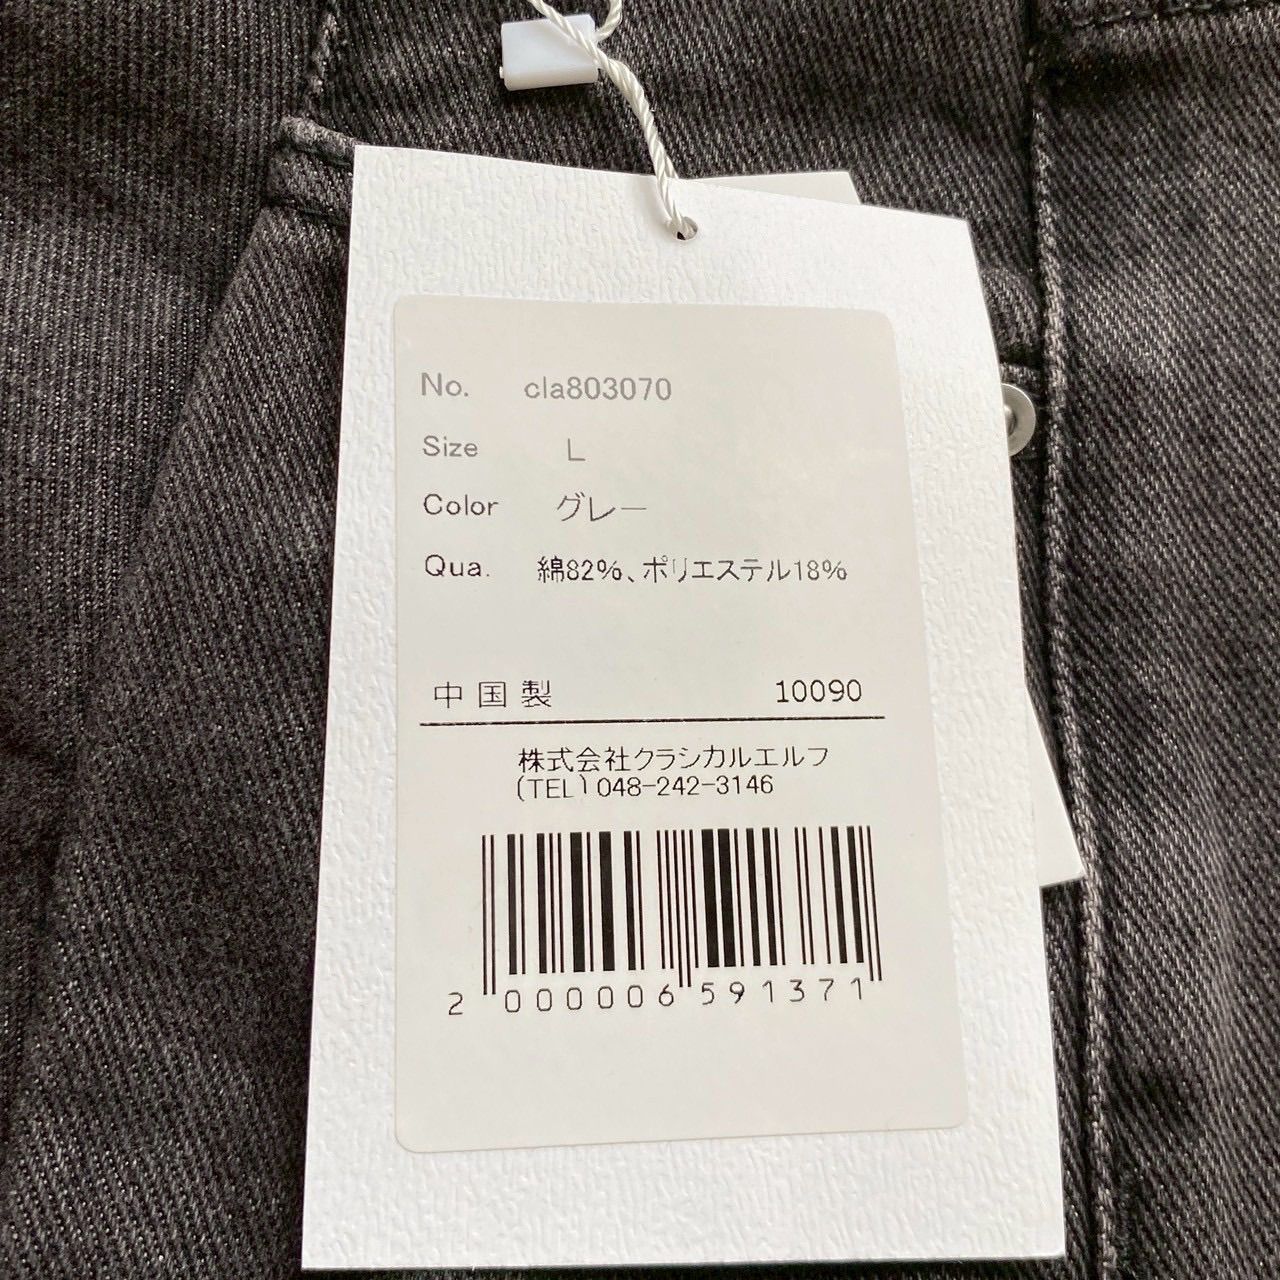 No. cla803070
Size L
Color グレー
Qua. 綿82%、ポリエステル18%
中国製 10090
株式会社クラシカルエルフ
(TEL)048-242-3146
2 000006 591371